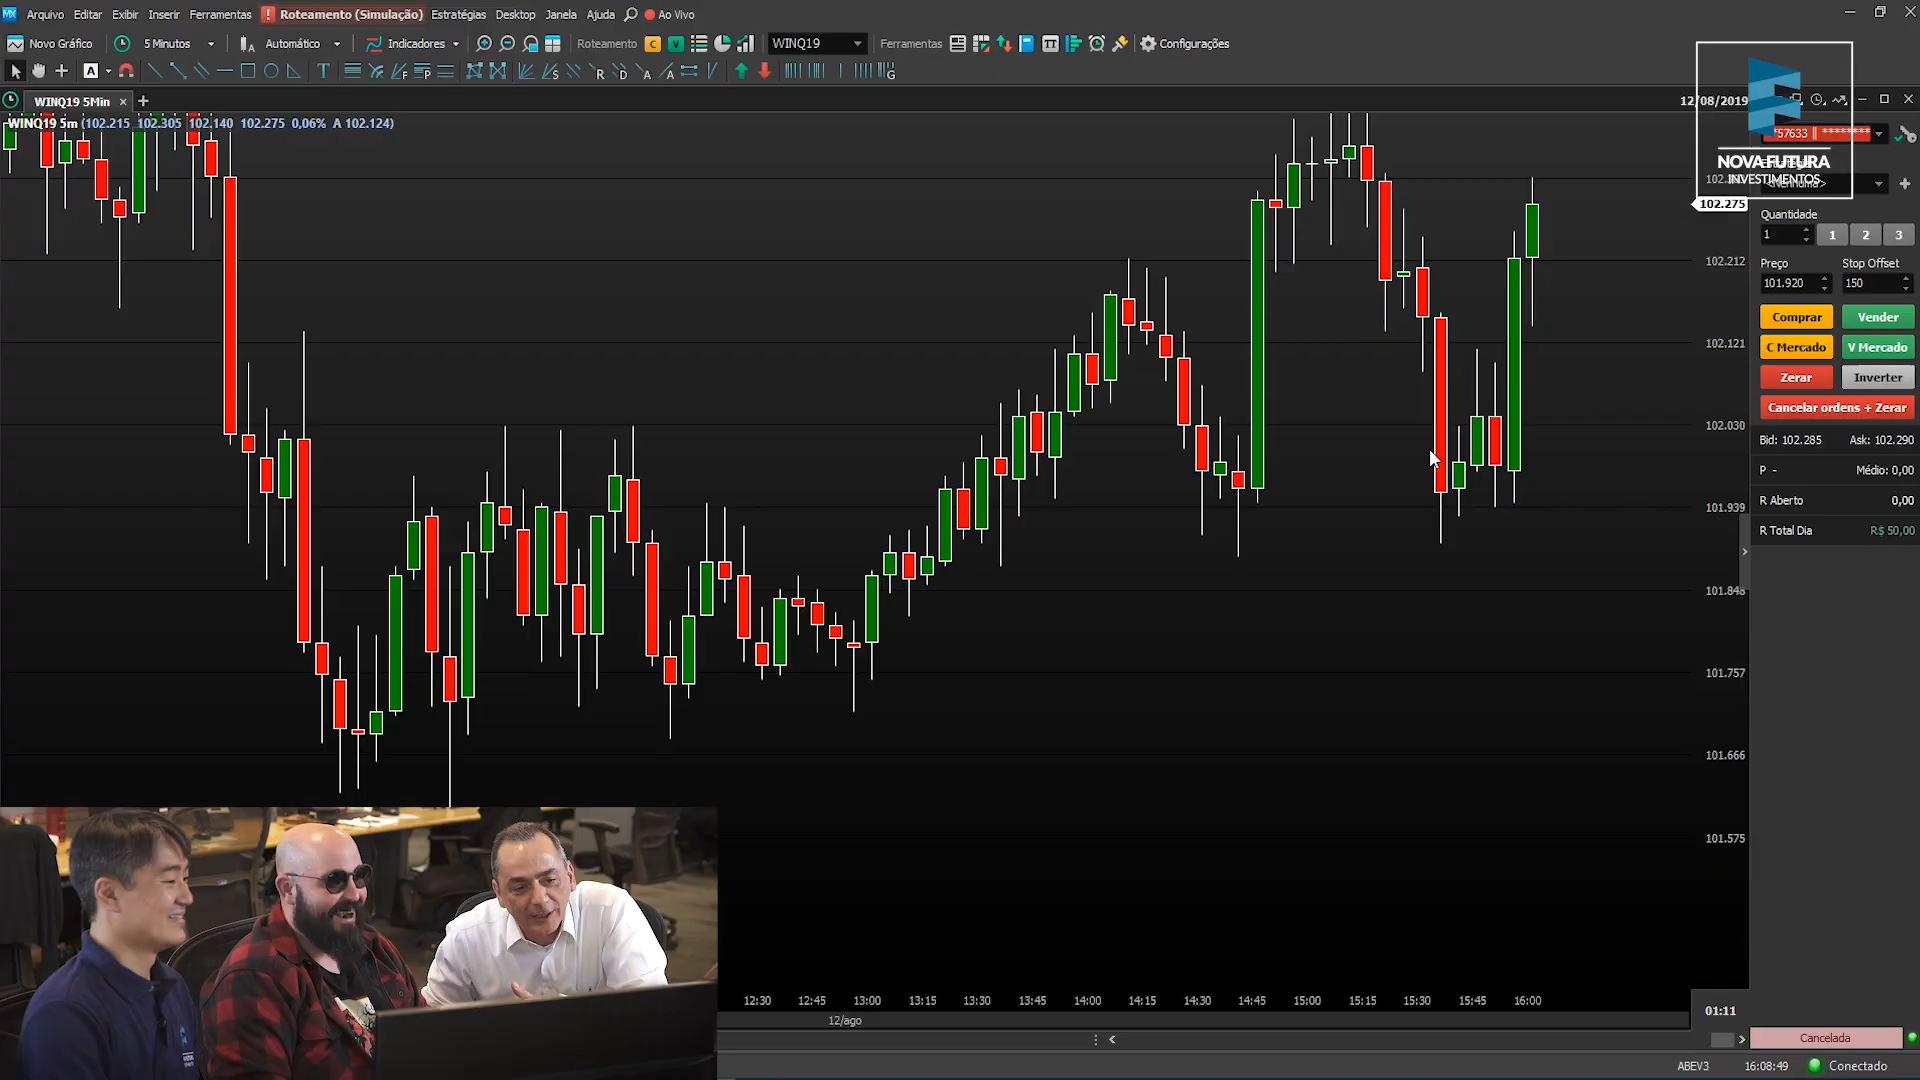 Arquivo Editar Exibir Inserir Ferramentas Roteamento (Simulação) Estratégias Desktop Janela Ajuda Ao Vivo
Novo Gráfico 5 Minutos Automático Indicadores Roteamento C V WINQ19 Ferramentas Configurações
WINQ19 5Min
12/08/2019
WINQ19 5m (102.215 102.305 102.140 102.275 0,06% A 102.124)
57633 ********
NOVA FUTURA
INVESTIMENTOS
<Nenhuma>
102.275
102.212
102.121
102.030
101.939
101.848
101.757
101.666
101.575
Quantidade
1 1 2 3
Preço Stop Offset
101.920 150
Comprar Vender
C Mercado V Mercado
Zerar Inverter
Cancelar ordens + Zerar
Bid: 102.285 Ask: 102.290
P - Médio: 0,00
R Aberto 0,00
R Total Dia R$ 50,00
12:30 12:45 13:00 13:15 13:30 13:45 14:00 14:15 14:30 14:45 15:00 15:15 15:30 15:45 16:00
01:11
12/ago
Cancelada
ABEV3 16:08:49 Conectado